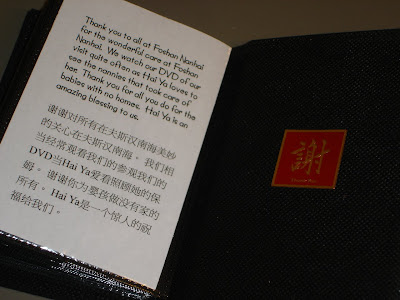 Thank you to all at Foshan Nanhai
for the wonderful care at Foshan
Nanhai. We watch our DVD of our
visit quite often as Hai Ya loves to
see the nannies that took care of
her. Thank you for all you do for the
babies with no homes. Hai Ya is an
amazing blessing to us.
谢谢对所有在夫斯汉南海美妙
的关心在夫斯汉南海。我们相
当经常观看我们的参观我们的
DVD当Hai Ya爱看照顾她的保
姆。谢谢你为婴孩做没有家的
所有。Hai Ya是一个惊人的祝
福给我们。
謝